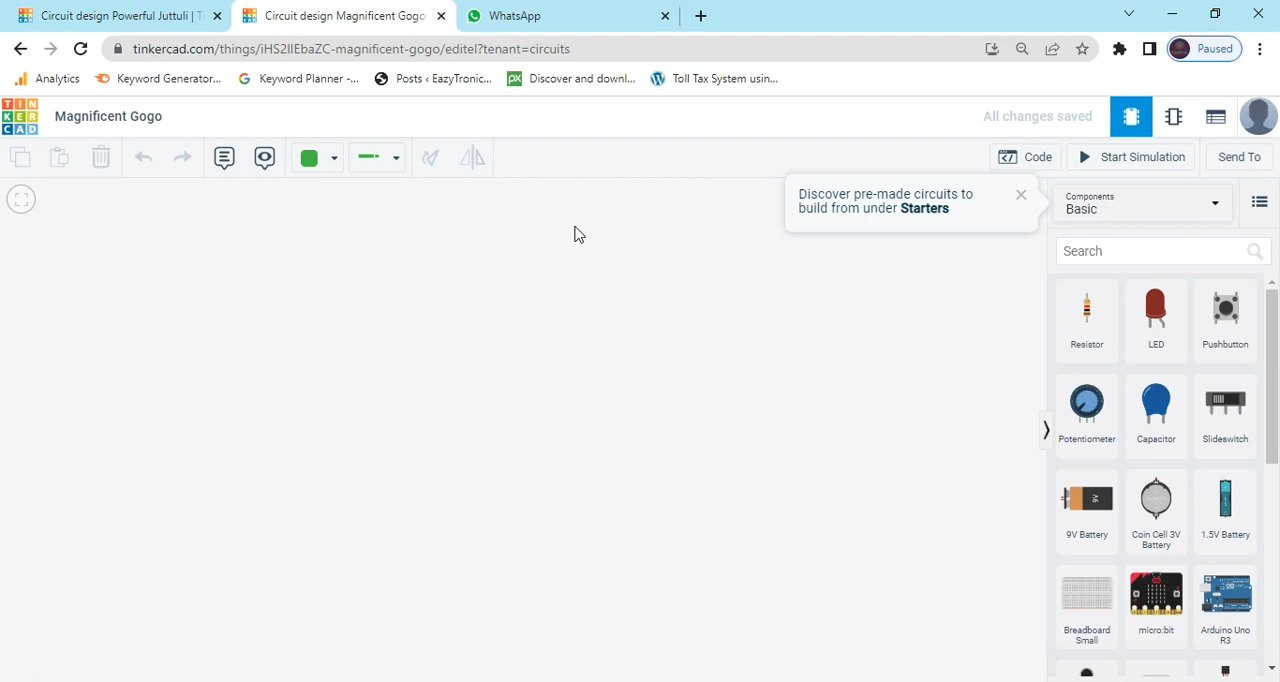 Circuit design Powerful Juttuli | Ti
Circuit design Magnificent Gogo
WhatsApp
tinkercad.com/things/iHS2IIEbaZC-magnificent-gogo/editel?tenant=circuits
Paused
Analytics
Keyword Generator...
Keyword Planner -...
Posts ‹ EazyTronic...
Discover and downl...
Toll Tax System usin...
TIN
KER
CAD
Magnificent Gogo
All changes saved
Code
Start Simulation
Send To
Discover pre-made circuits to
build from under Starters
Components
Basic
Search
Resistor
LED
Pushbutton
Potentiometer
Capacitor
Slideswitch
9V
9V Battery
Coin Cell 3V
Battery
1.5V Battery
Breadboard
Small
micro:bit
Arduino Uno
R3